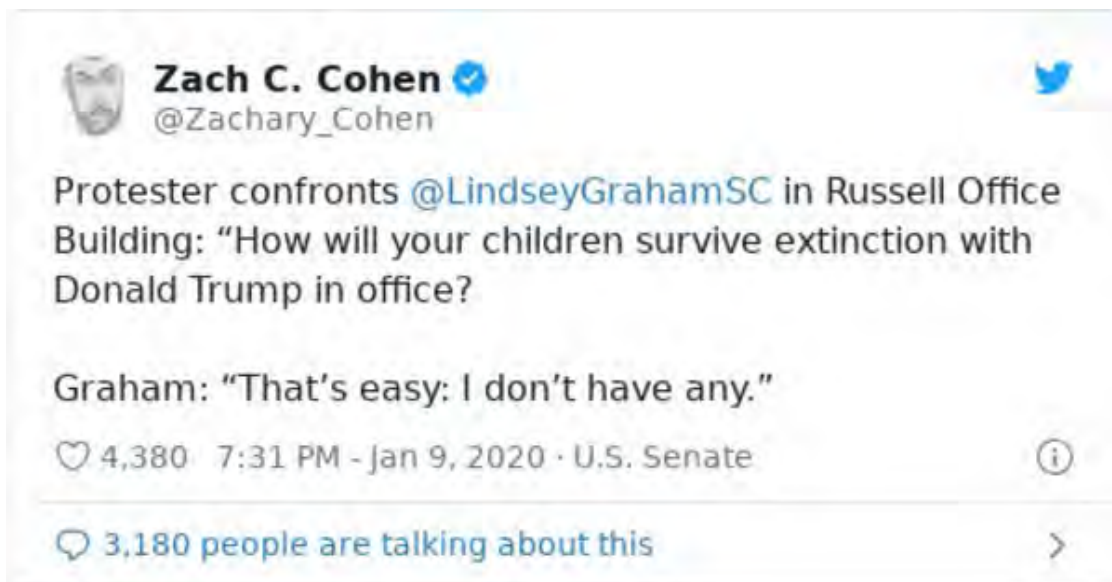 Zach C. Cohen
@Zachary_Cohen
Protester confronts @LindseyGrahamSC in Russell Office
Building: “How will your children survive extinction with
Donald Trump in office?
Graham: “That’s easy: I don’t have any.”
4,380 7:31 PM - Jan 9, 2020 · U.S. Senate
3,180 people are talking about this